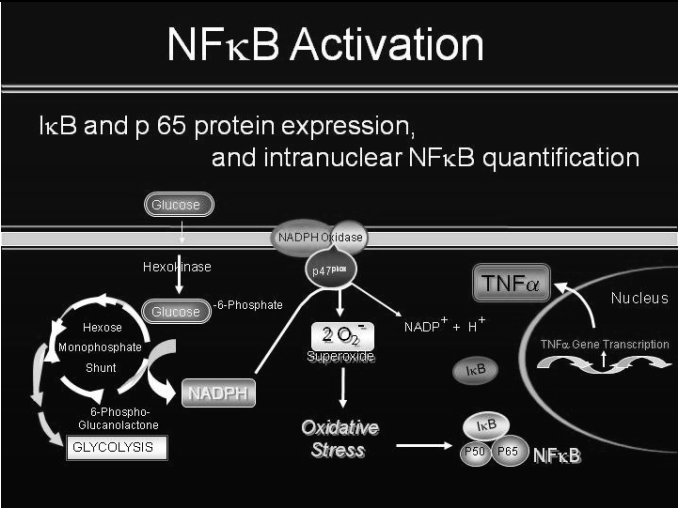 NFκB Activation
IκB and p 65 protein expression,
and intranuclear NFκB quantification
Glucose
NADPH Oxidase
p47phox
Hexokinase
Glucose -6-Phosphate
Hexose
Monophosphate
Shunt
NADPH
6-Phospho-
Glucanolactone
GLYCOLYSIS
2 O2-
Superoxide
NADP+ + H+
Oxidative
Stress
TNFα
Nucleus
TNFα Gene Transcription
IκB
IκB
P50 P65 NFκB